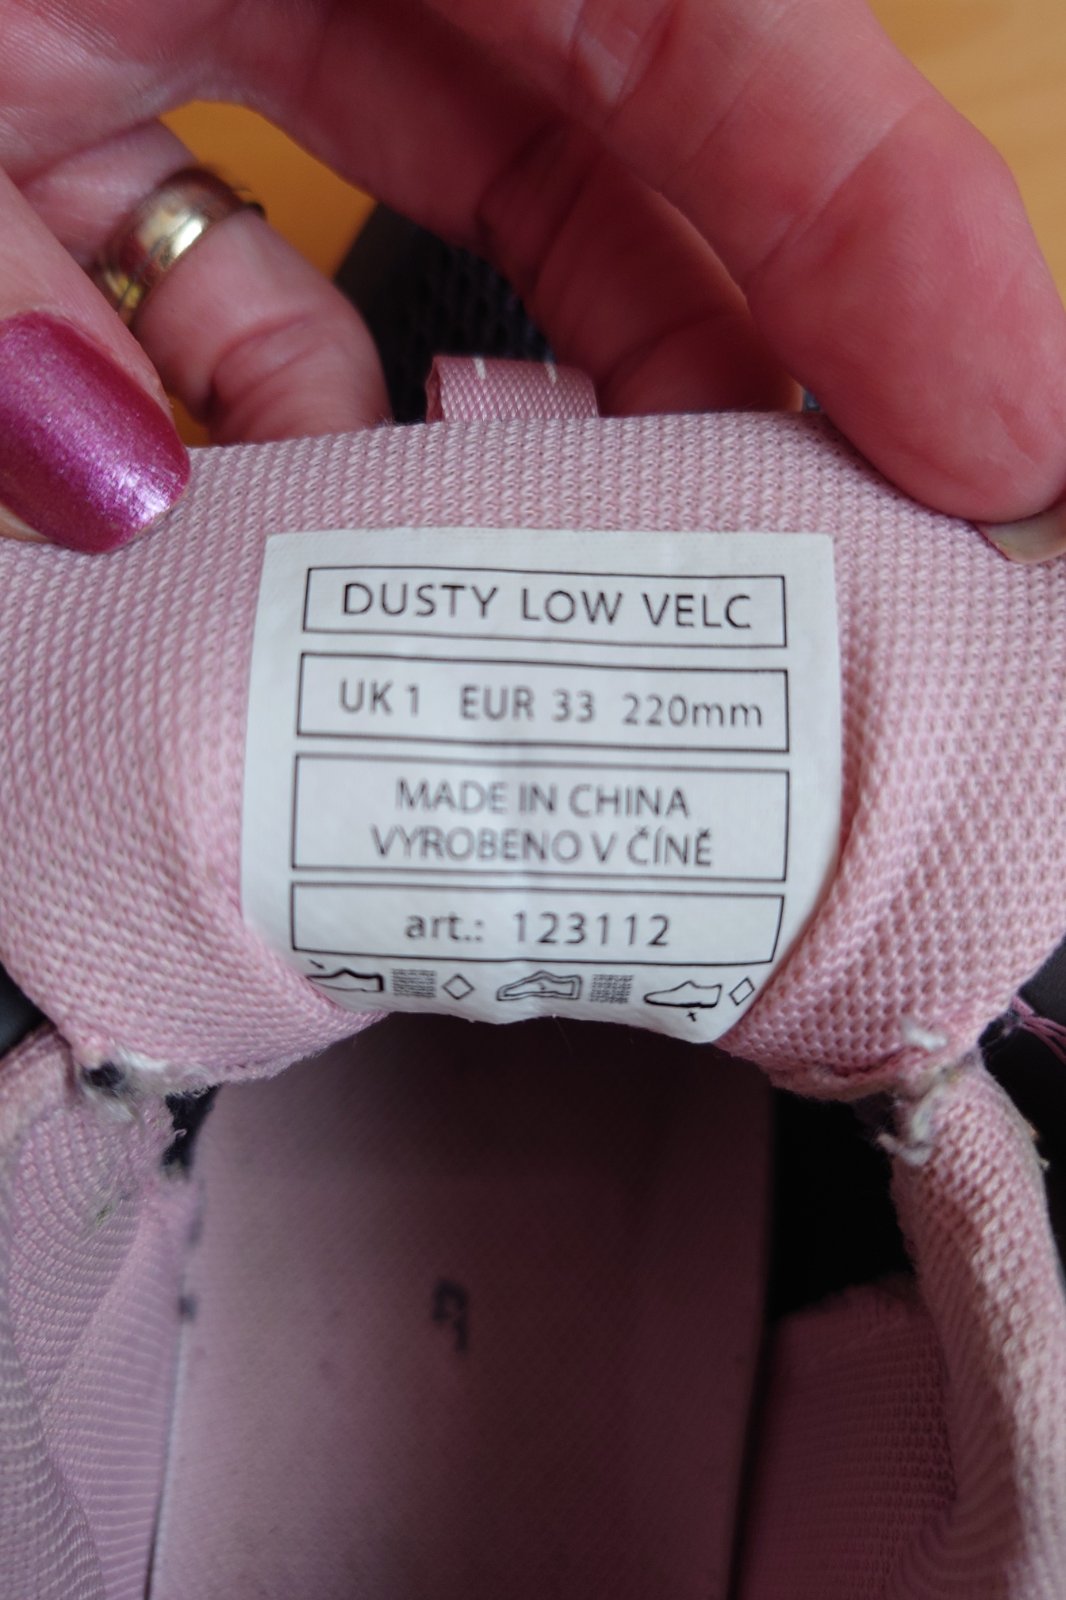 DUSTY LOW VELC
UK 1 EUR 33 220mm
MADE IN CHINA
VYROBENO V ČÍNĚ
art.: 123112